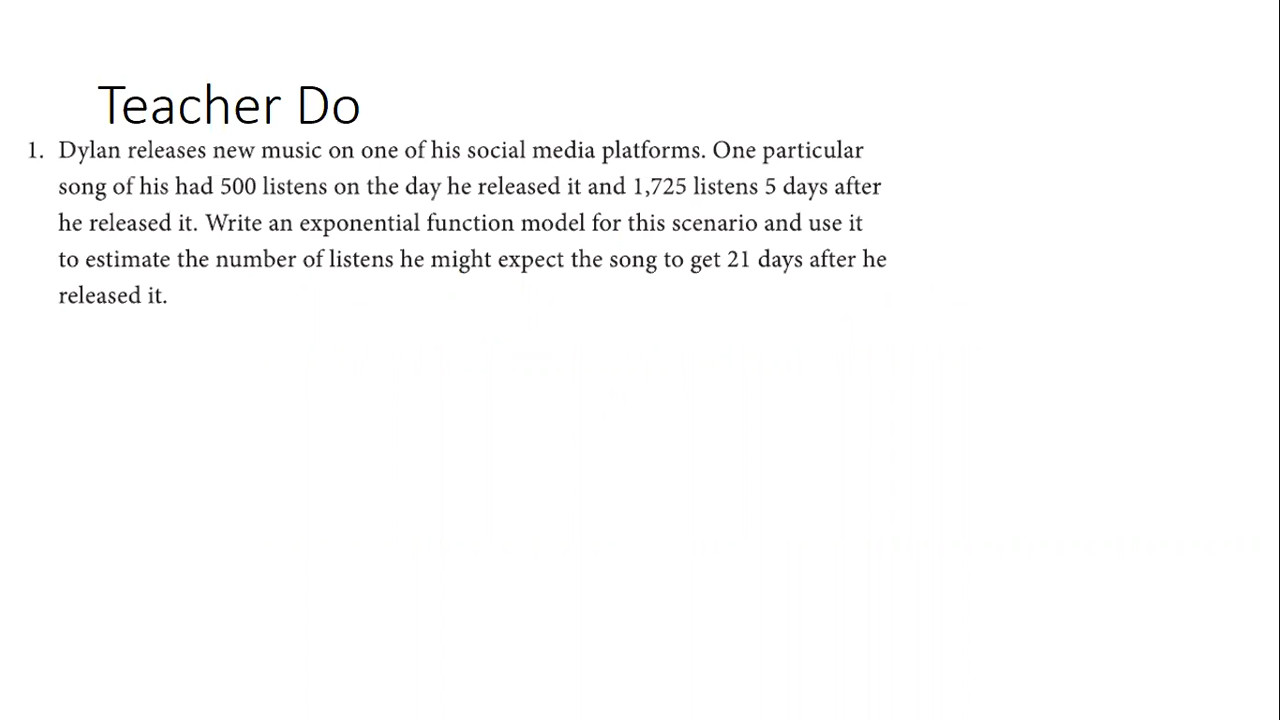 Teacher Do
1. Dylan releases new music on one of his social media platforms. One particular
song of his had 500 listens on the day he released it and 1,725 listens 5 days after
he released it. Write an exponential function model for this scenario and use it
to estimate the number of listens he might expect the song to get 21 days after he
released it.